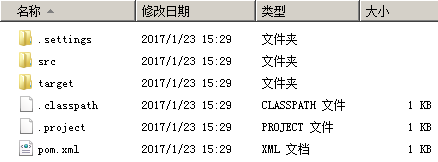 名称 修改日期 类型 大小
.settings 2017/1/23 15:29 文件夹
src 2017/1/23 15:29 文件夹
target 2017/1/23 15:29 文件夹
.classpath 2017/1/23 15:29 CLASSPATH 文件 1 KB
.project 2017/1/23 15:29 PROJECT 文件 1 KB
pom.xml 2017/1/23 15:29 XML 文档 1 KB